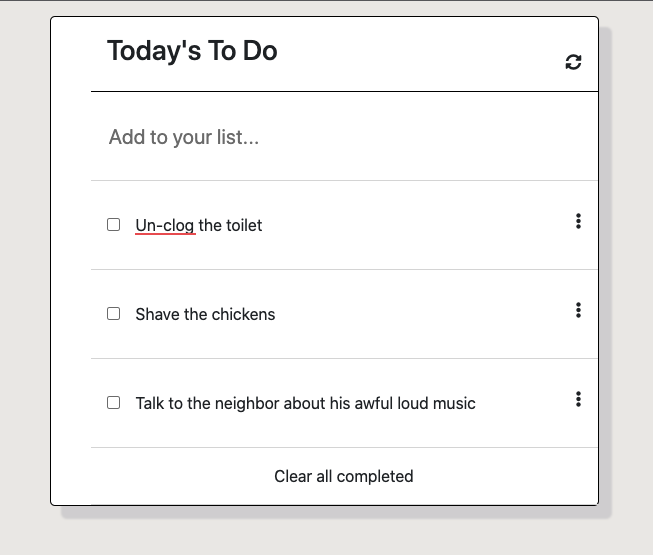 Today's To Do
Add to your list...
Un-clog the toilet
Shave the chickens
Talk to the neighbor about his awful loud music
Clear all completed